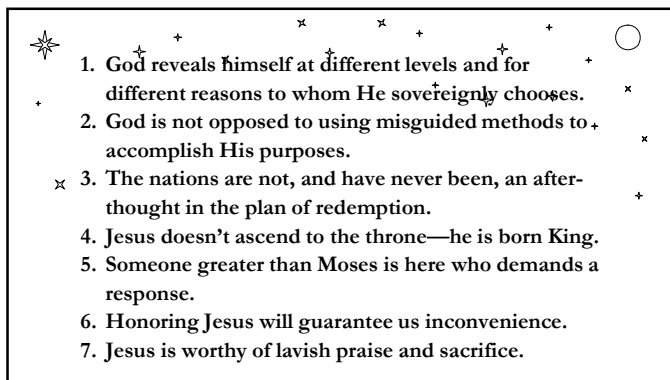 1. God reveals himself at different levels and for
different reasons to whom He sovereignly chooses.
2. God is not opposed to using misguided methods to
accomplish His purposes.
3. The nations are not, and have never been, an after-
thought in the plan of redemption.
4. Jesus doesn’t ascend to the throne—he is born King.
5. Someone greater than Moses is here who demands a
response.
6. Honoring Jesus will guarantee us inconvenience.
7. Jesus is worthy of lavish praise and sacrifice.